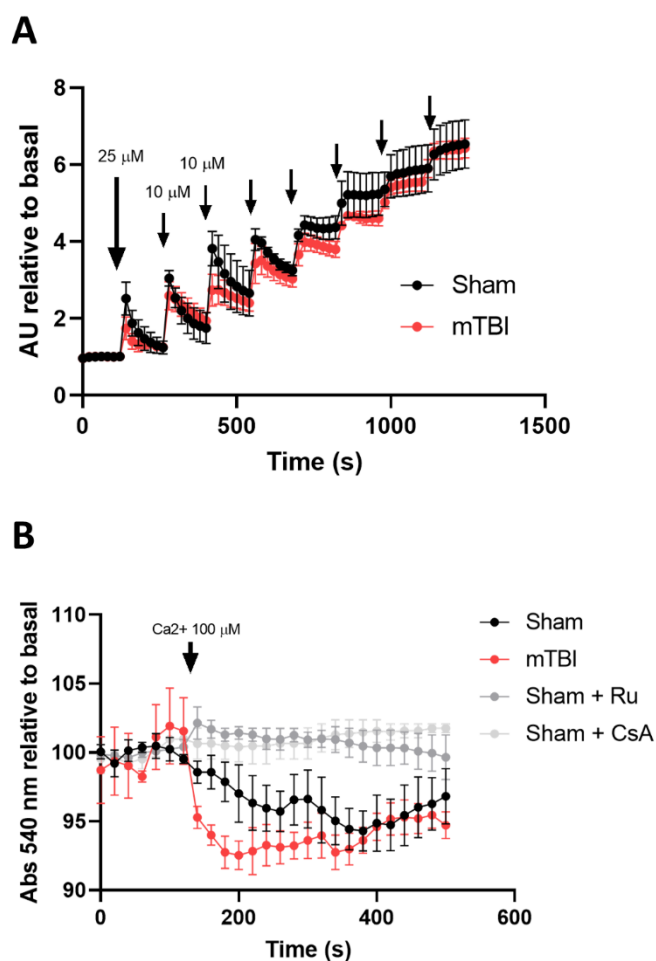 A
AU relative to basal
8
6
4
2
0
25 μM
10 μM
10 μM
Sham
mTBI
0
500
1000
1500
Time (s)
B
Abs 540 nm relative to basal
110
105
100
95
90
Ca2+ 100 μM
Sham
mTBI
Sham + Ru
Sham + CsA
0
200
400
600
Time (s)